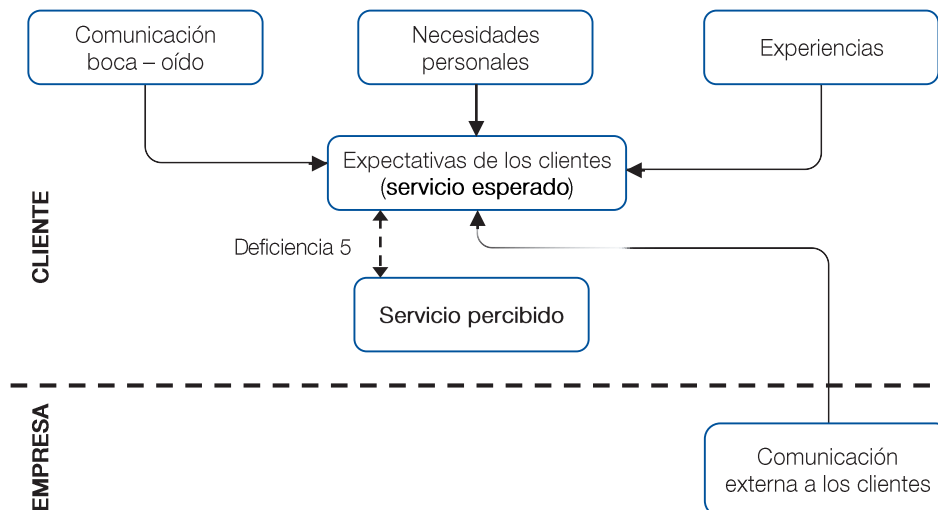 Comunicación
boca – oído
Necesidades
personales
Experiencias
Expectativas de los clientes
(servicio esperado)
CLIENTE
Deficiencia 5
Servicio percibido
EMPRESA
Comunicación
externa a los clientes